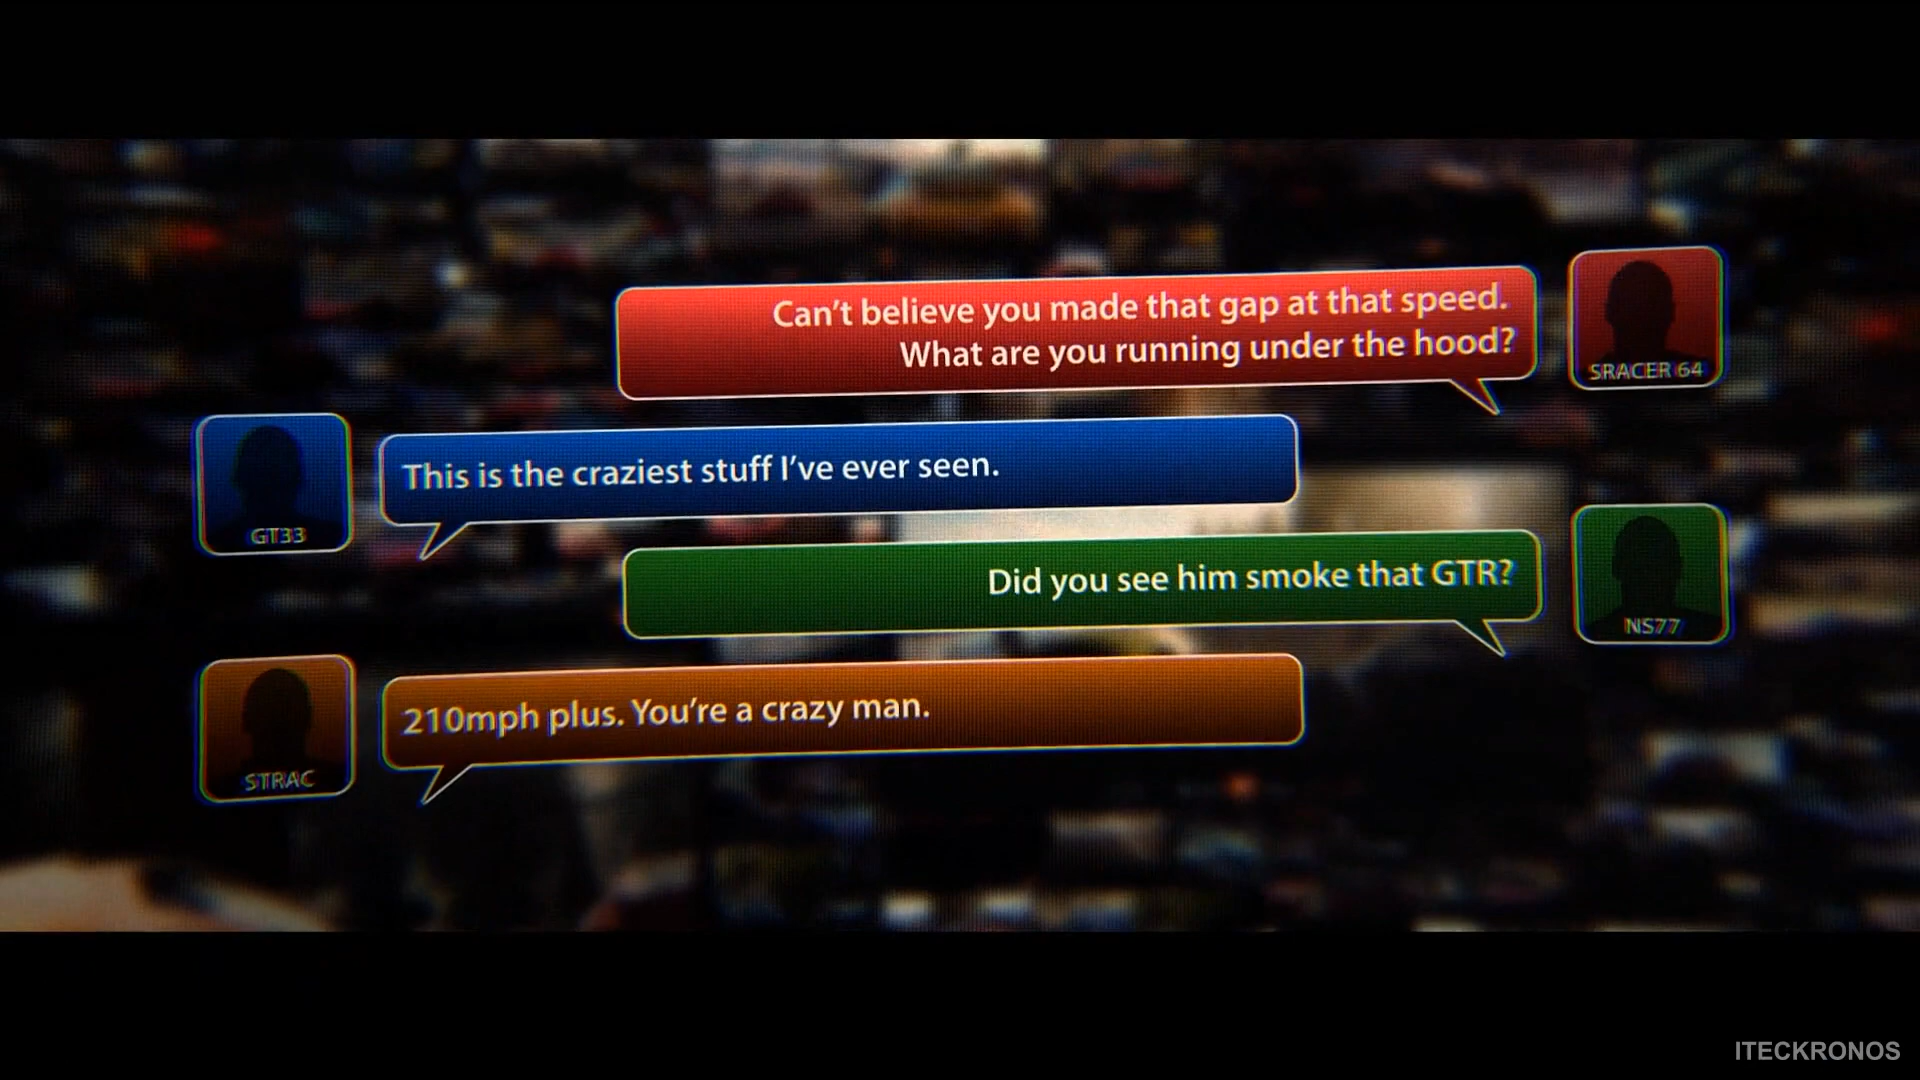 Can't believe you made that gap at that speed.
What are you running under the hood?
SRACER 64
This is the craziest stuff I've ever seen.
GT33
Did you see him smoke that GTR?
NS77
210mph plus. You're a crazy man.
STRAC
ITECKRONOS